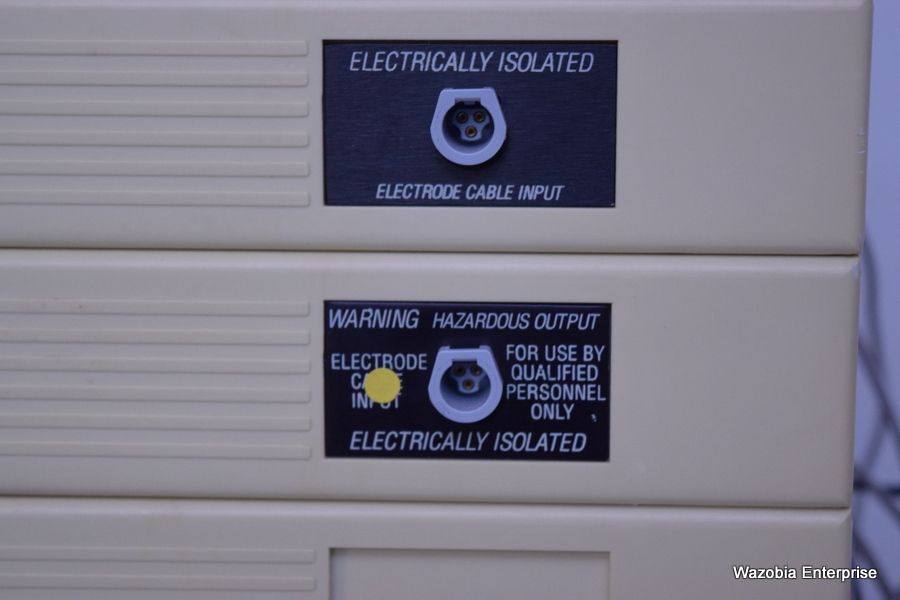 ELECTRICALLY ISOLATED
ELECTRODE CABLE INPUT
WARNING HAZARDOUS OUTPUT
ELECTRODE
INPUT
FOR USE BY
QUALIFIED
PERSONNEL
ONLY
ELECTRICALLY ISOLATED
Wazobia Enterprise